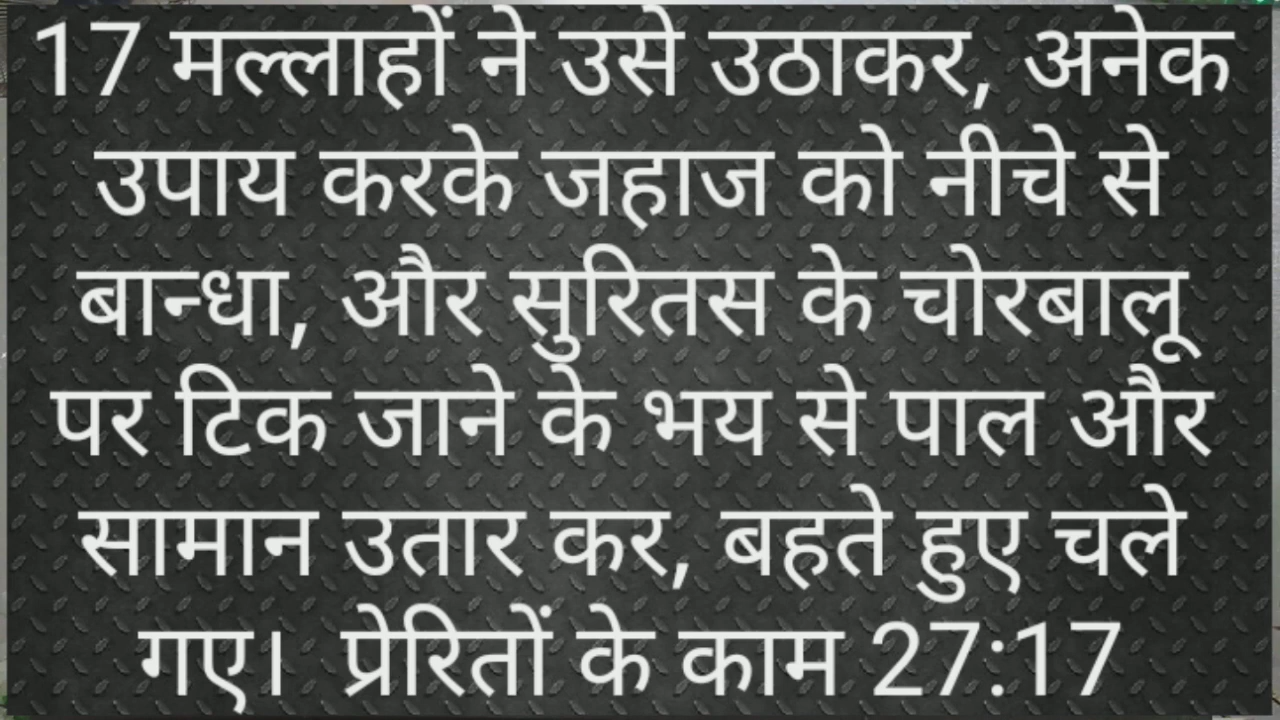 17 मल्लाहों ने उसे उठाकर, अनेक
उपाय करके जहाज को नीचे से
बान्धा, और सुरितस के चोरबालू
पर टिक जाने के भय से पाल और
सामान उतार कर, बहते हुए चले
गए।  प्रेरितों के काम 27:17